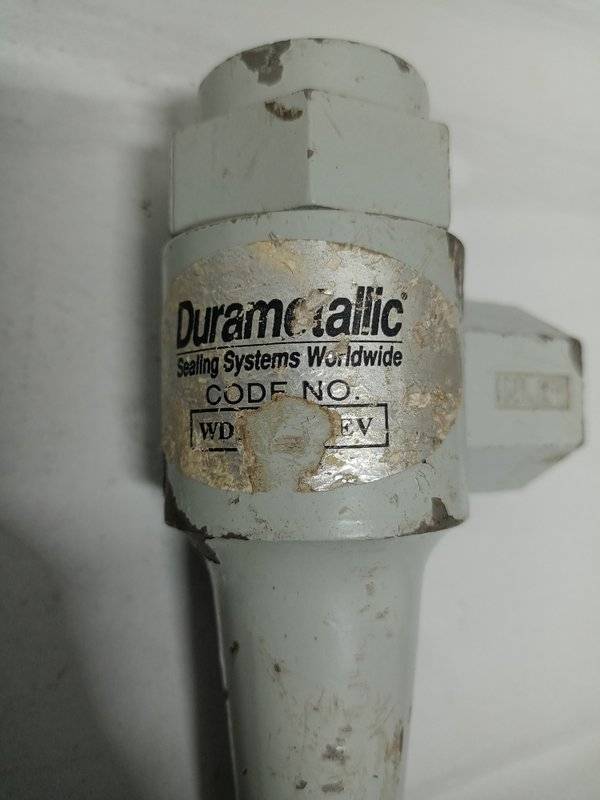 Durametallic®
Sealing Systems Worldwide
CODE NO.
WD EV